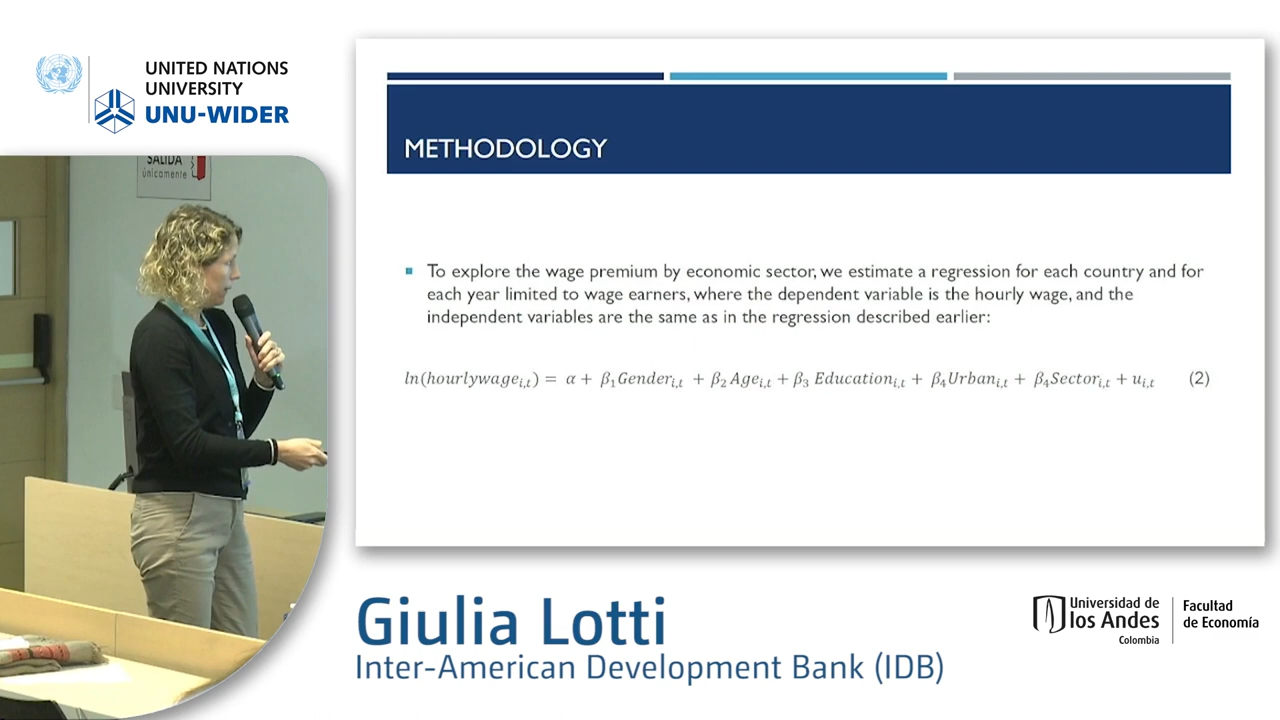 UNITED NATIONS
UNIVERSITY
UNU-WIDER
SALIDA
únicamente
METHODOLOGY
To explore the wage premium by economic sector, we estimate a regression for each country and for
each year limited to wage earners, where the dependent variable is the hourly wage, and the
independent variables are the same as in the regression described earlier:
ln(hourlywage_{i,t}) = α + β_1Gender_{i,t} + β_2 Age_{i,t} + β_3 Education_{i,t} + β_4Urban_{i,t} + β_4Sector_{i,t} + u_{i,t} (2)
Giulia Lotti
Inter-American Development Bank (IDB)
Universidad de
los Andes
Colombia
Facultad
de Economía